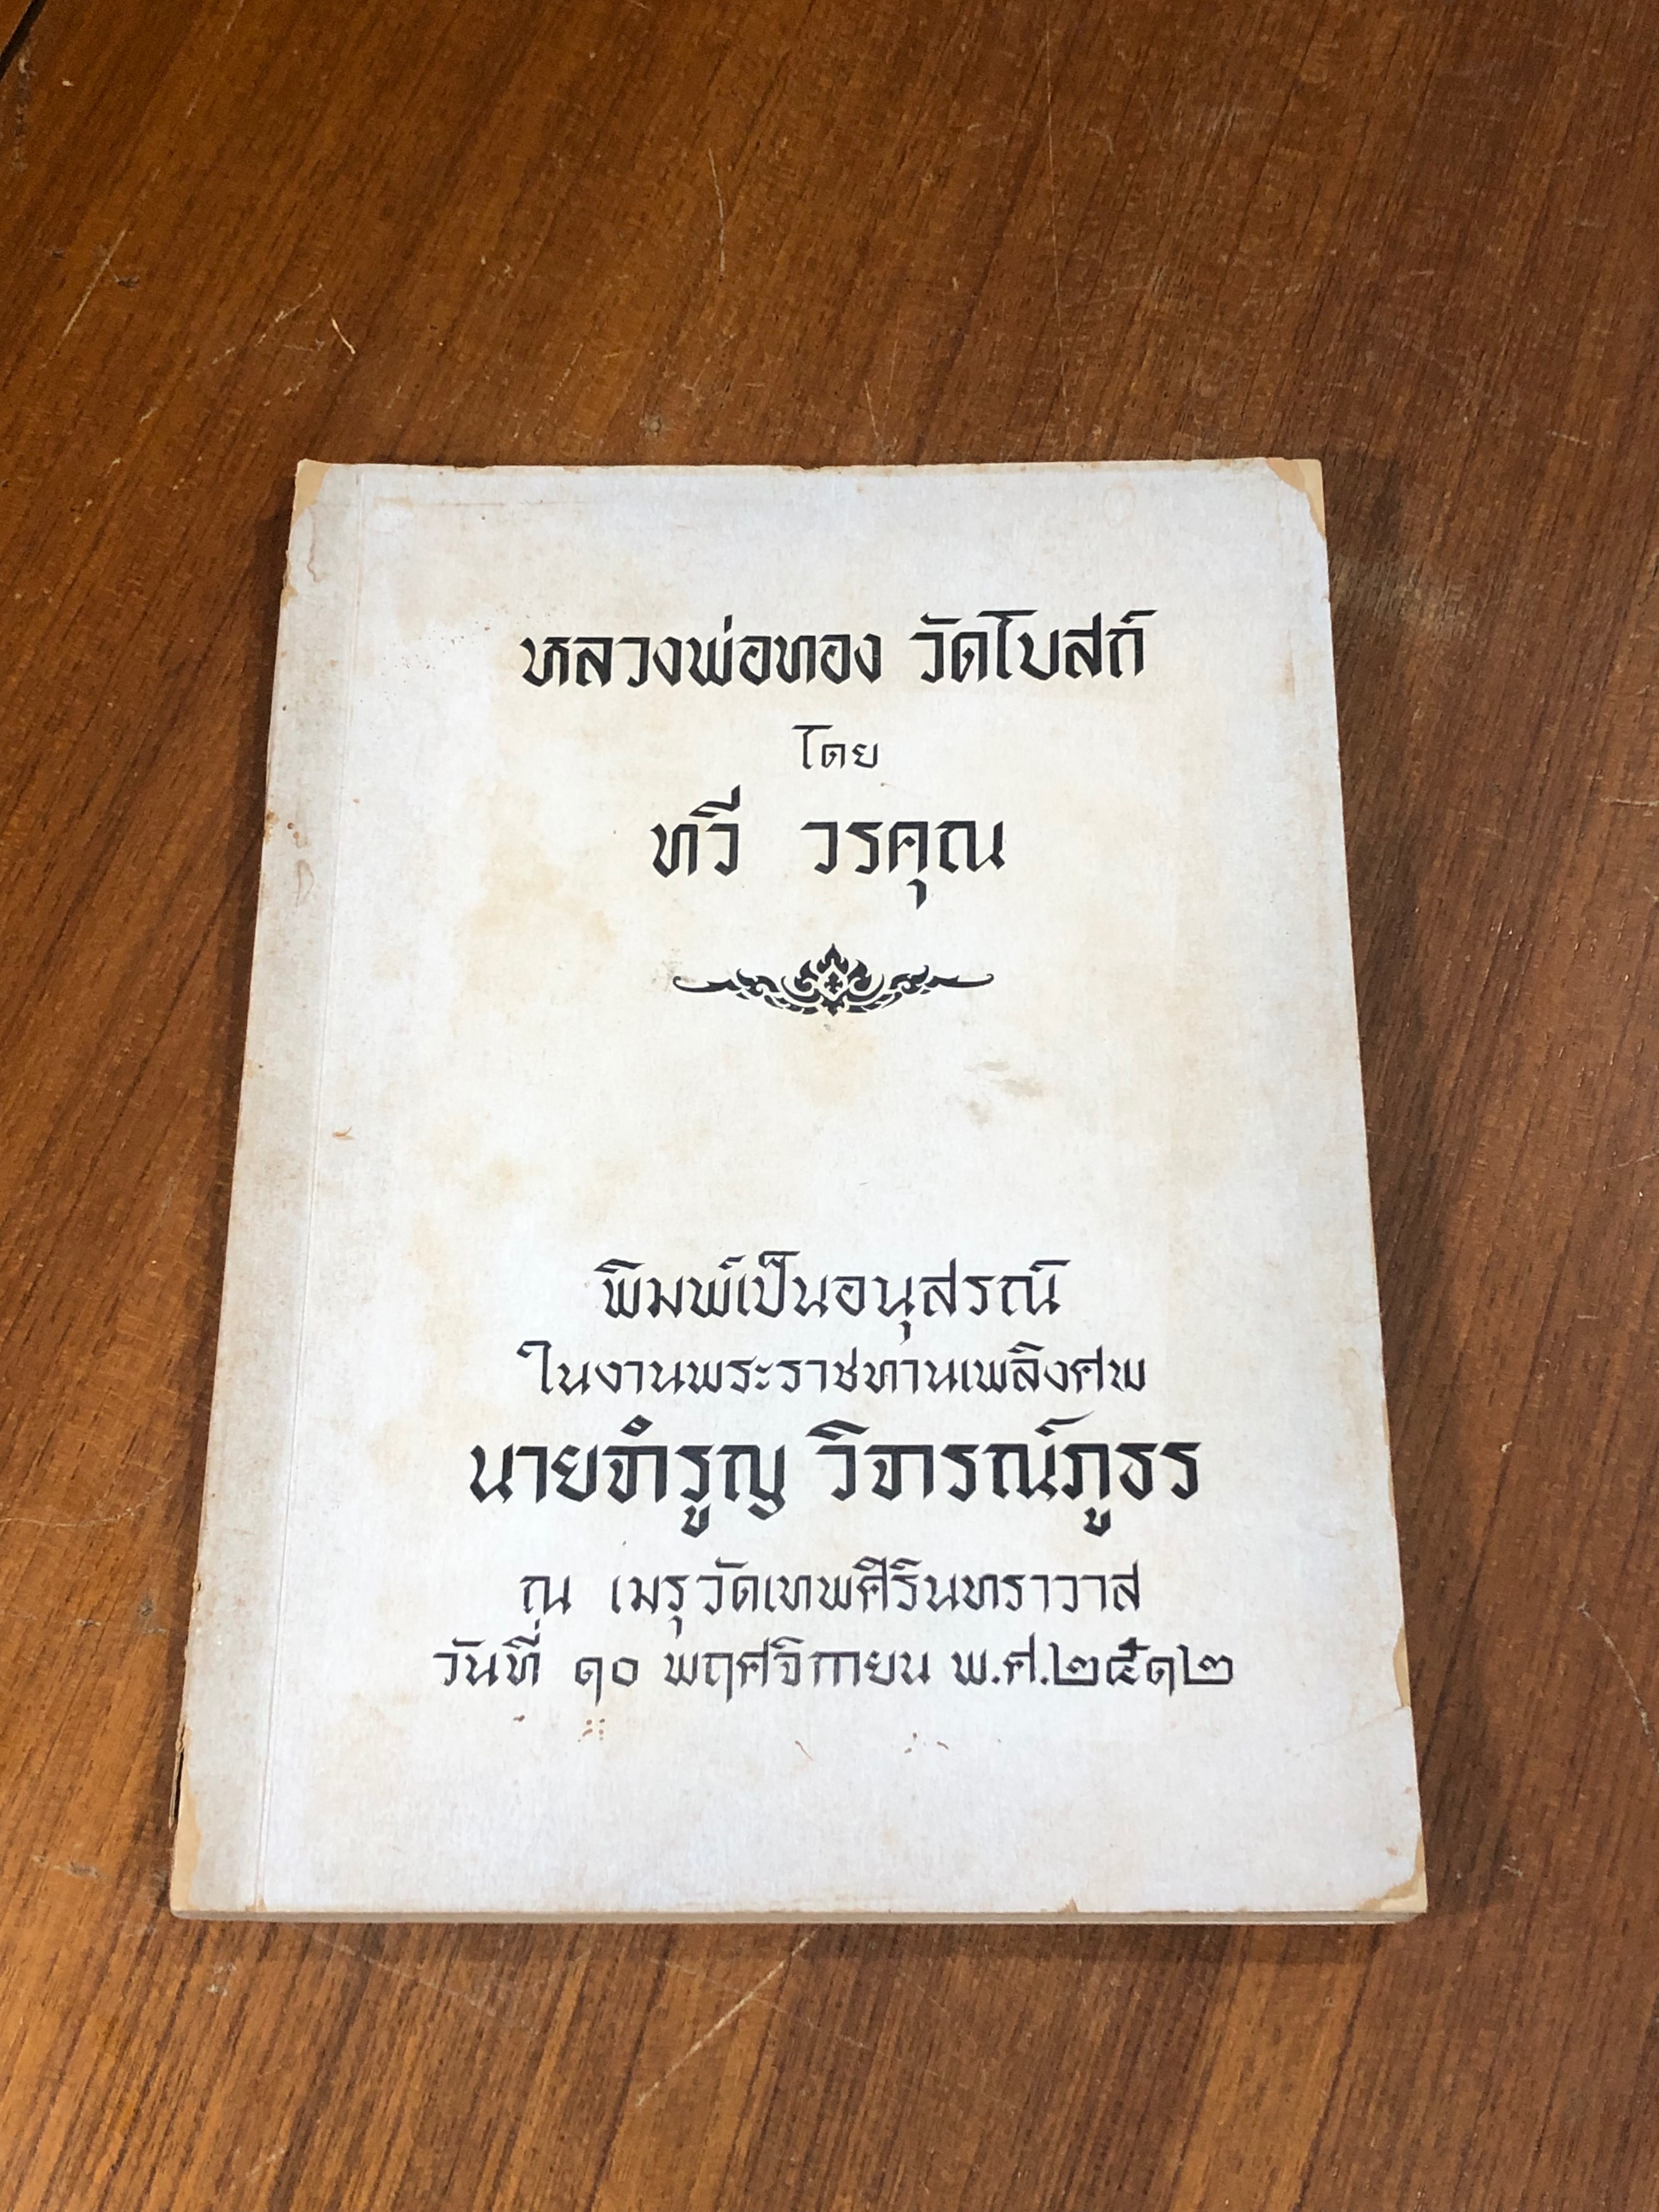 หลวงพ่อทอง วัดโบสถ์
โดย
ทวี วรคุณ
พิมพ์เป็นอนุสรณ์
ในงานพระราชทานเพลิงศพ
นายจำรูญ วิจารณ์ภูธร
ณ เมรุวัดเทพศิรินทราวาส
วันที่ ๑๐ พฤศจิกายน พ.ศ.๒๕๑๒